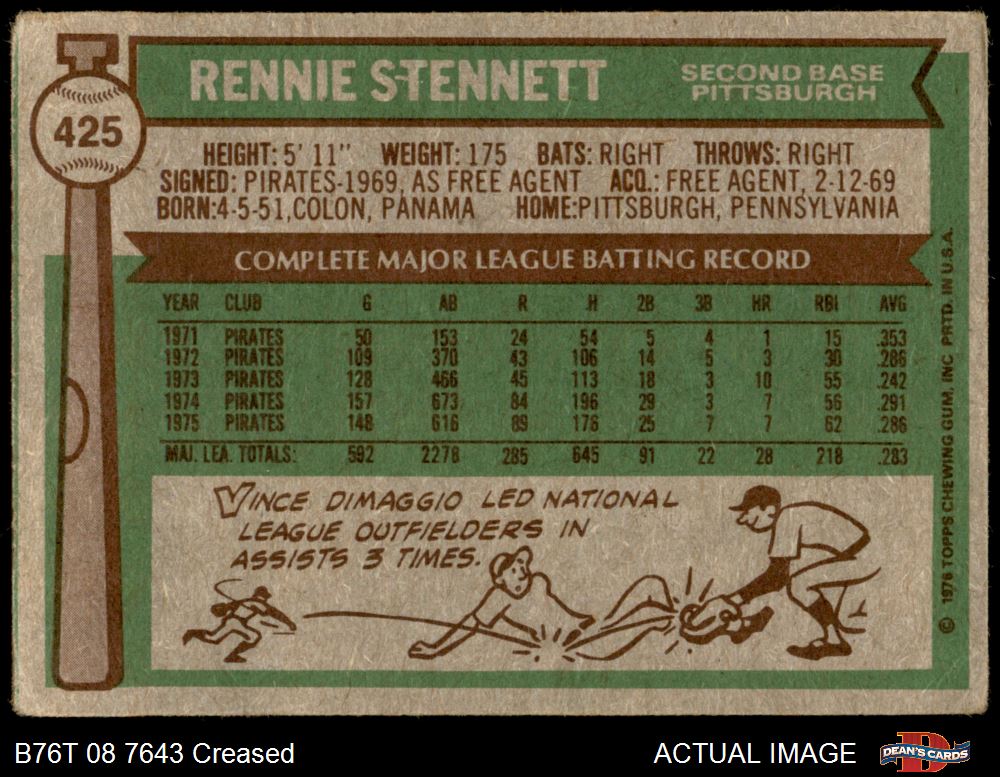 RENNIE STENNETT
SECOND BASE
PITTSBURGH
425
HEIGHT: 5' 11" WEIGHT: 175 BATS: RIGHT THROWS: RIGHT
SIGNED: PIRATES-1969, AS FREE AGENT ACQ.: FREE AGENT, 2-12-69
BORN: 4-5-51, COLON, PANAMA HOME: PITTSBURGH, PENNSYLVANIA
COMPLETE MAJOR LEAGUE BATTING RECORD
YEAR CLUB G AB R H 2B 3B HR RBI AVG
1971 PIRATES 50 153 24 54 5 4 1 15 .353
1972 PIRATES 109 370 43 106 14 5 3 30 .286
1973 PIRATES 128 466 45 113 18 3 10 55 .242
1974 PIRATES 157 673 84 196 29 3 7 56 .291
1975 PIRATES 148 616 89 176 25 7 7 62 .286
MAJ. LEA. TOTALS: 592 2278 285 645 91 22 28 218 .283
VINCE DIMAGGIO LED NATIONAL
LEAGUE OUTFIELDERS IN
ASSISTS 3 TIMES.
© 1976 TOPPS CHEWING GUM, INC. PRTD. IN U.S.A.
B76T 08 7643 Creased
ACTUAL IMAGE
D
DEAN'S CARDS